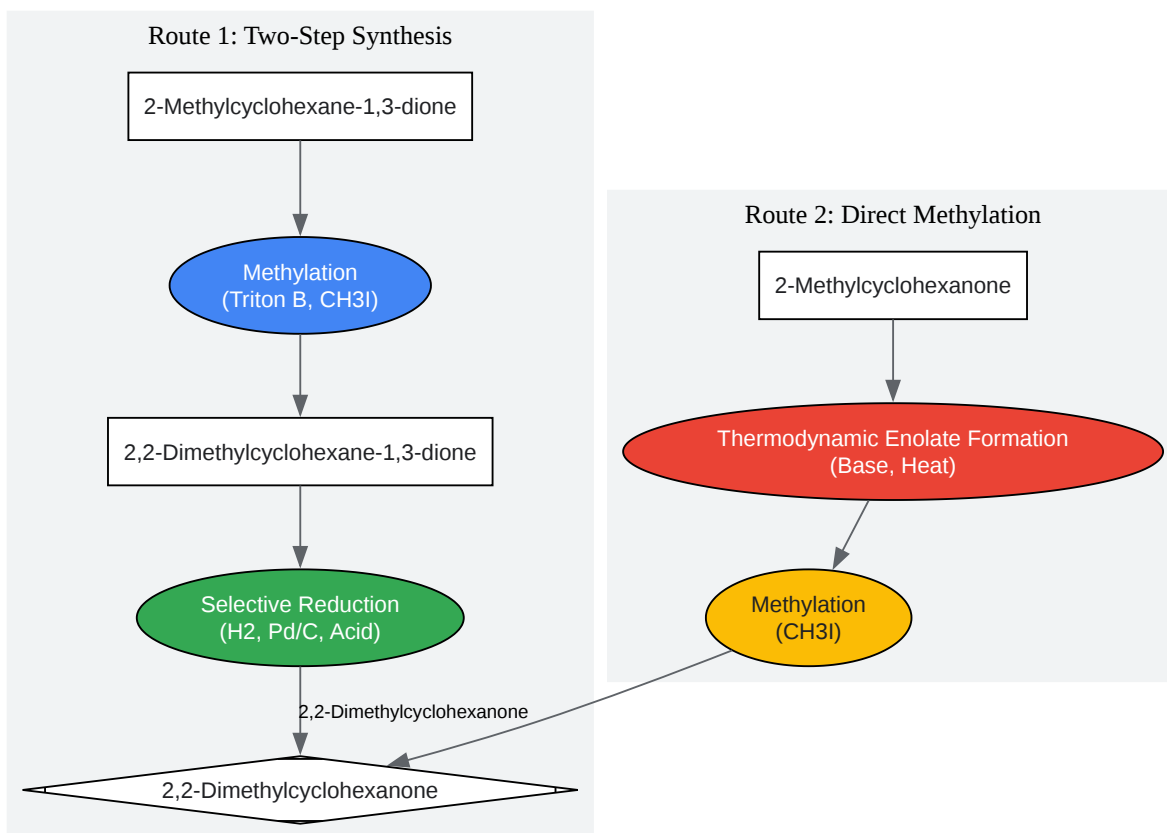 Route 1: Two-Step Synthesis
2-Methylcyclohexane-1,3-dione
Methylation
(Triton B, CH3I)
2,2-Dimethylcyclohexane-1,3-dione
Selective Reduction
(H2, Pd/C, Acid)
Route 2: Direct Methylation
2-Methylcyclohexanone
Thermodynamic Enolate Formation
(Base, Heat)
Methylation
(CH3I)
2,2-Dimethylcyclohexanone
2,2-Dimethylcyclohexanone